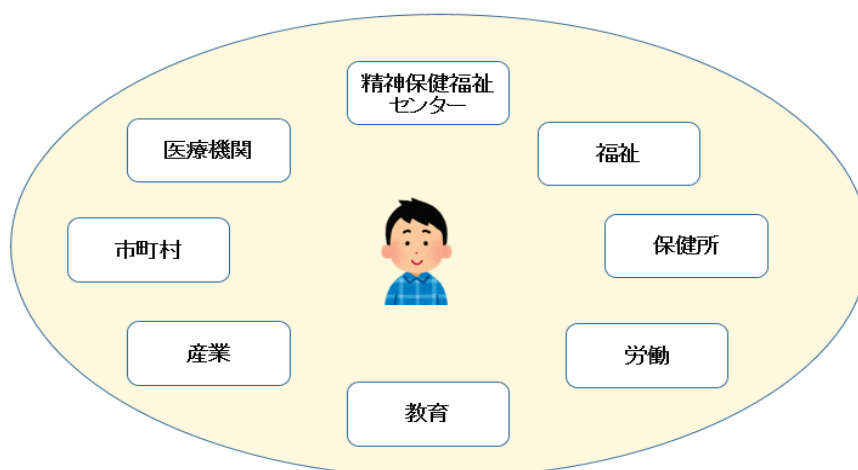 精神保健福祉
センター
医療機関
福祉
市町村
保健所
産業
労働
教育